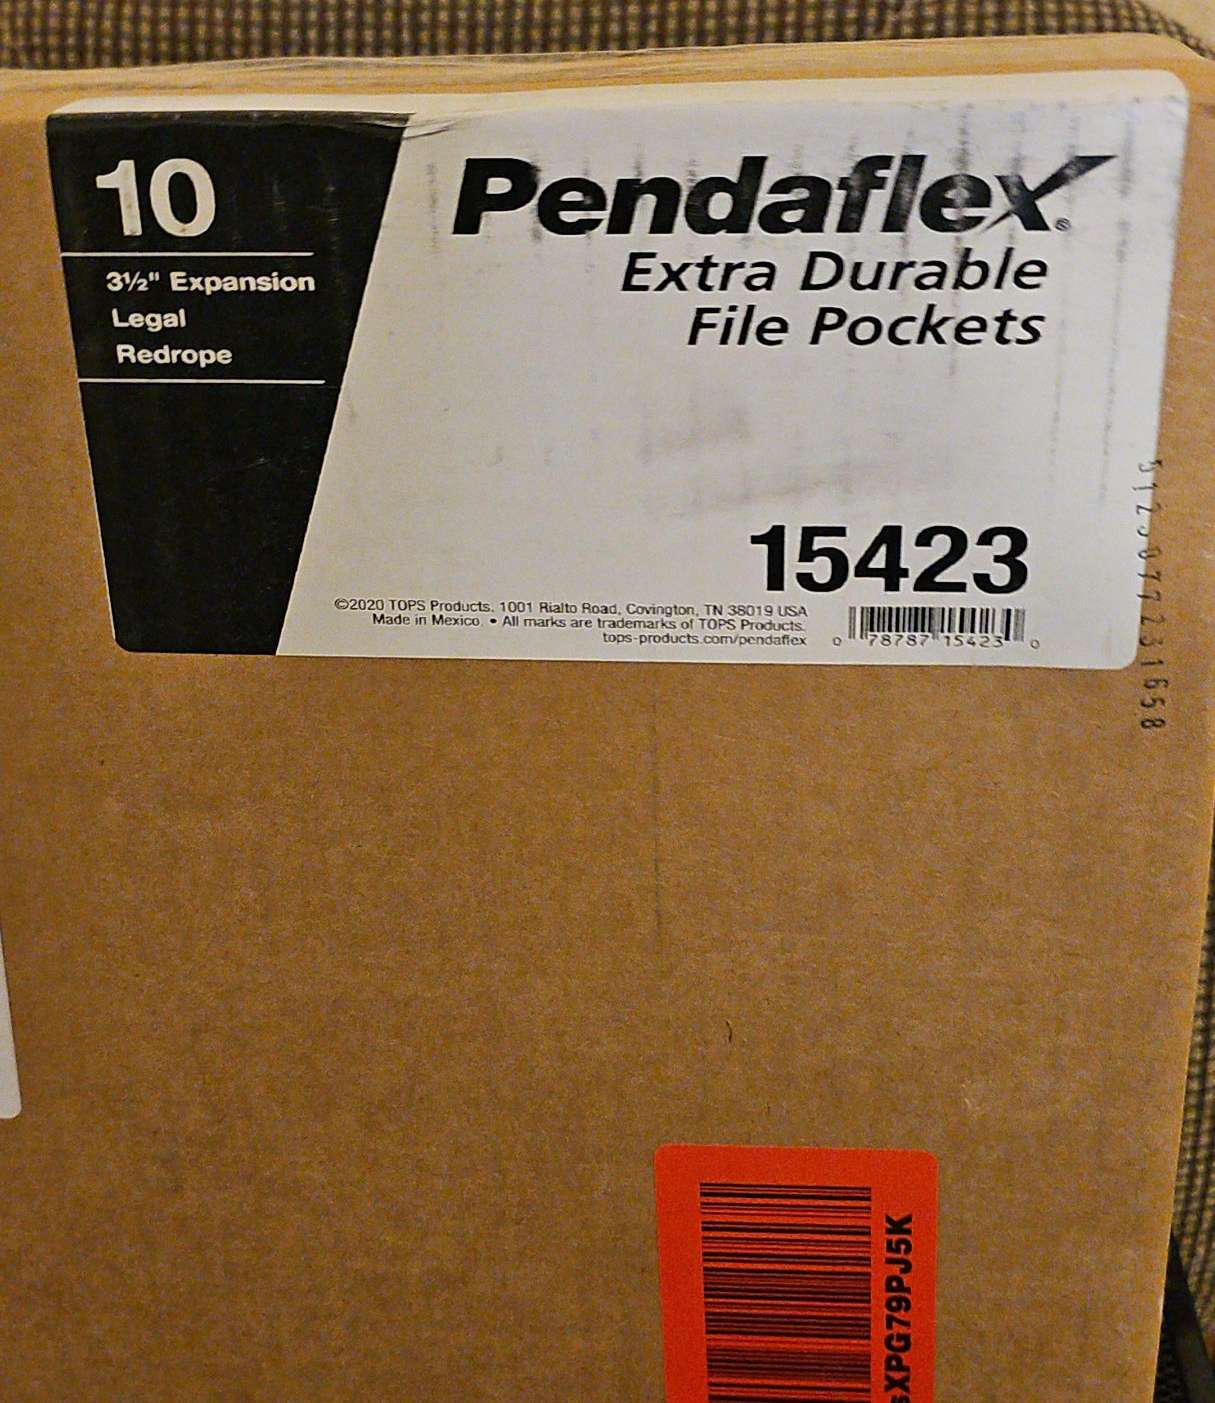 10
3½" Expansion
Legal
Redrope
Pendaflex®
Extra Durable
File Pockets
15423
©2020 TOPS Products, 1001 Rialto Road, Covington, TN 38019 USA
Made in Mexico. • All marks are trademarks of TOPS Products.
tops-products.com/pendaflex
0 78787 15423 0
XPG79PJ5K